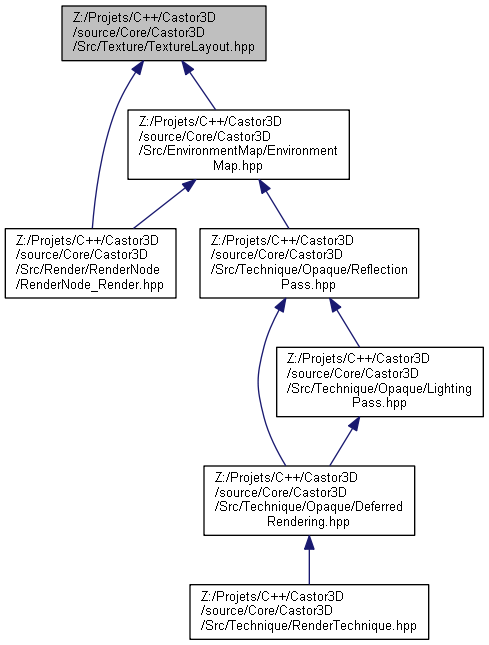 Z:/Projets/C++/Castor3D
/source/Core/Castor3D
/Src/Texture/TextureLayout.hpp
Z:/Projets/C++/Castor3D
/source/Core/Castor3D
/Src/EnvironmentMap/Environment
Map.hpp
Z:/Projets/C++/Castor3D
/source/Core/Castor3D
/Src/Render/RenderNode
/RenderNode_Render.hpp
Z:/Projets/C++/Castor3D
/source/Core/Castor3D
/Src/Technique/Opaque/Reflection
Pass.hpp
Z:/Projets/C++/Castor3D
/source/Core/Castor3D
/Src/Technique/Opaque/Lighting
Pass.hpp
Z:/Projets/C++/Castor3D
/source/Core/Castor3D
/Src/Technique/Opaque/Deferred
Rendering.hpp
Z:/Projets/C++/Castor3D
/source/Core/Castor3D
/Src/Technique/RenderTechnique.hpp